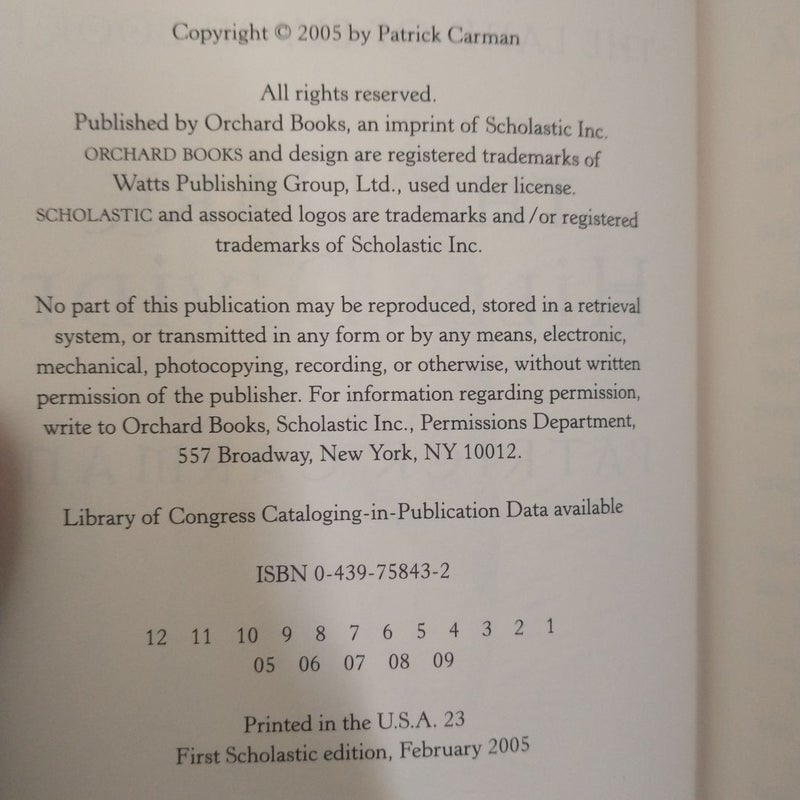 Copyright © 2005 by Patrick Carman
All rights reserved.
Published by Orchard Books, an imprint of Scholastic Inc.
ORCHARD BOOKS and design are registered trademarks of
Watts Publishing Group, Ltd., used under license.
SCHOLASTIC and associated logos are trademarks and/or registered
trademarks of Scholastic Inc.
No part of this publication may be reproduced, stored in a retrieval
system, or transmitted in any form or by any means, electronic,
mechanical, photocopying, recording, or otherwise, without written
permission of the publisher. For information regarding permission,
write to Orchard Books, Scholastic Inc., Permissions Department,
557 Broadway, New York, NY 10012.
Library of Congress Cataloging-in-Publication Data available
ISBN 0-439-75843-2
12 11 10 9 8 7 6 5 4 3 2 1
05 06 07 08 09
Printed in the U.S.A. 23
First Scholastic edition, February 2005